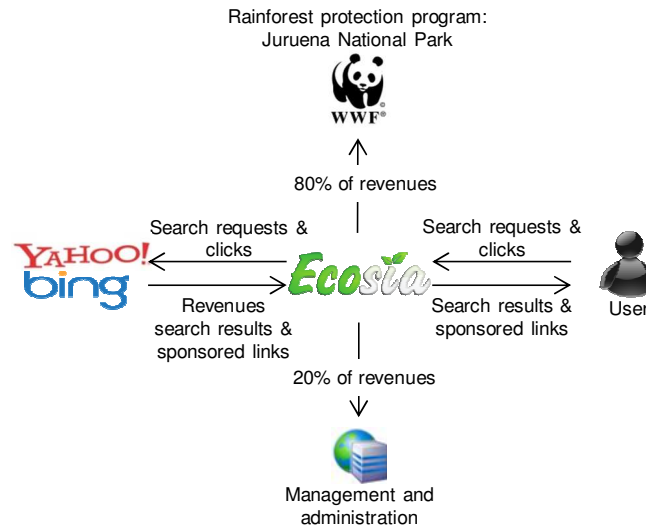 Rainforest protection program:
Juruena National Park
WWF®
©
80% of revenues
Search requests &
clicks
Search requests &
clicks
YAHOO!
bing
Ecosia
User
Revenues
search results &
sponsored links
Search results &
sponsored links
20% of revenues
Management and
administration